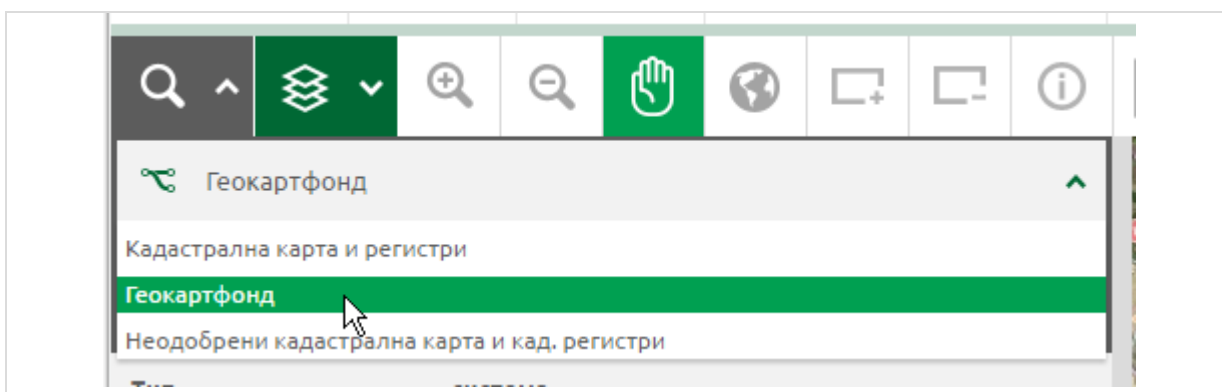 Геокартфонд
Кадастрална карта и регистри
Геокартфонд
Неодобрени кадастрална карта и кад. регистри